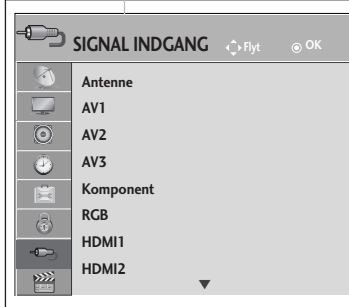 SIGNAL INDGANG Flyt OK
Antenne
AV1
AV2
AV3
Komponent
RGB
HDMI1
HDMI2